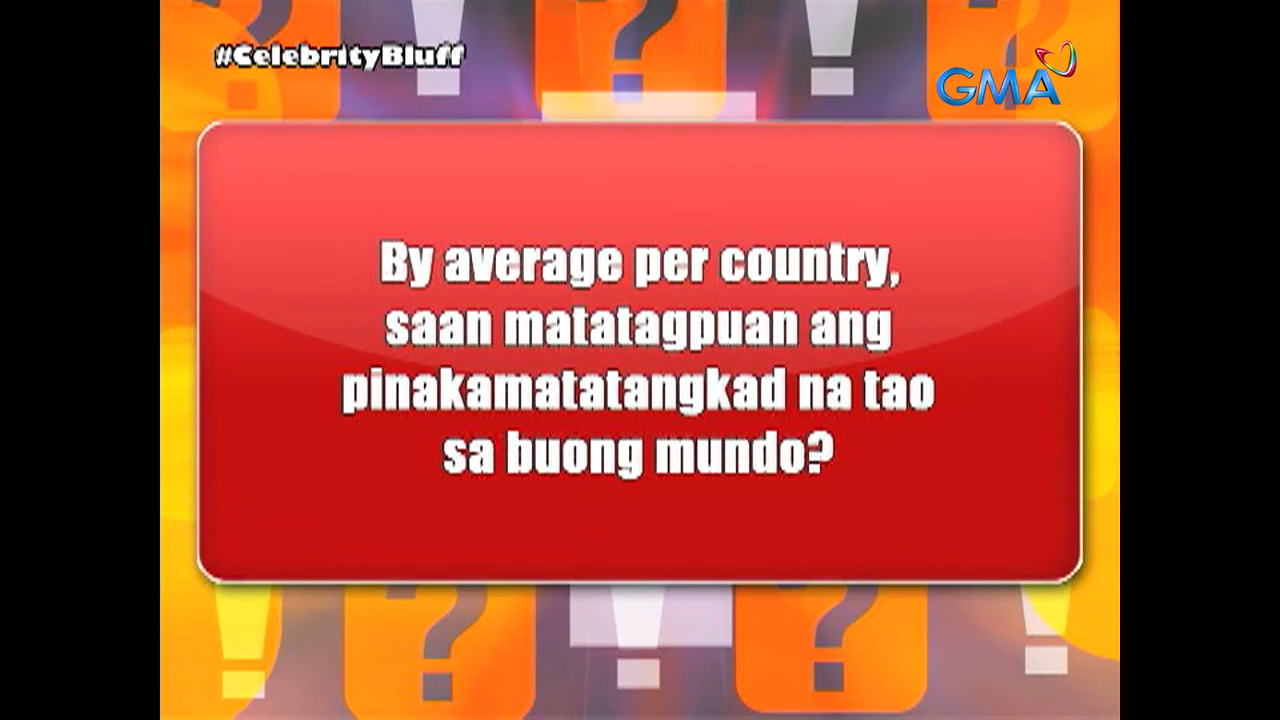 #CelebrityBluff
GMA
By average per country,
saan matatagpuan ang
pinakamatatangkad na tao
sa buong mundo?